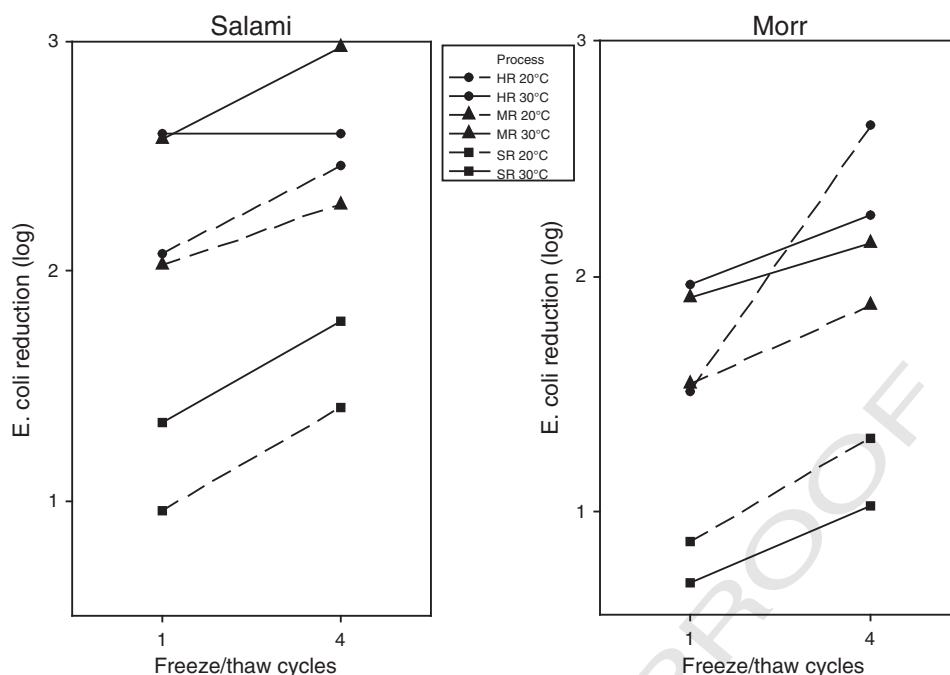 Salami
3
2
1
E. coli reduction (log)
1 4
Freeze/thaw cycles
Process
HR 20°C
HR 30°C
MR 20°C
MR 30°C
SR 20°C
SR 30°C
Morr
3
2
1
E. coli reduction (log)
1 4
Freeze/thaw cycles
PROOF